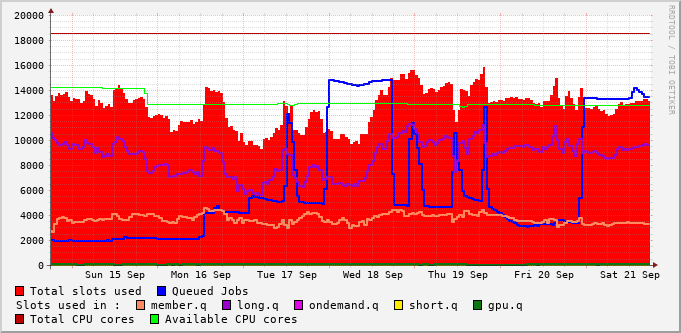 20000
18000
16000
14000
12000
10000
8000
6000
4000
2000
0
Sun 15 Sep Mon 16 Sep Tue 17 Sep Wed 18 Sep Thu 19 Sep Fri 20 Sep Sat 21 Sep
Total slots used Queued Jobs
Slots used in : member.q long.q ondemand.q short.q gpu.q
Total CPU cores Available CPU cores
RRDTOOL / TOBI OETIKER